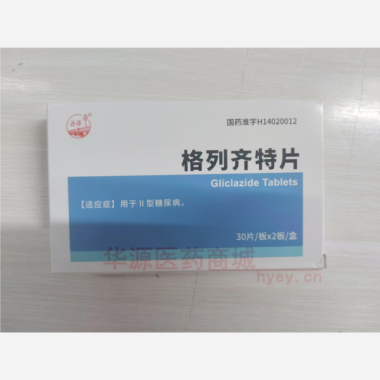 国药准字H14020012
格列齐特片
Gliclazide Tablets
【适应症】用于Ⅱ型糖尿病。
30片/板x2板/盒
华源医药商城
hyey.cn